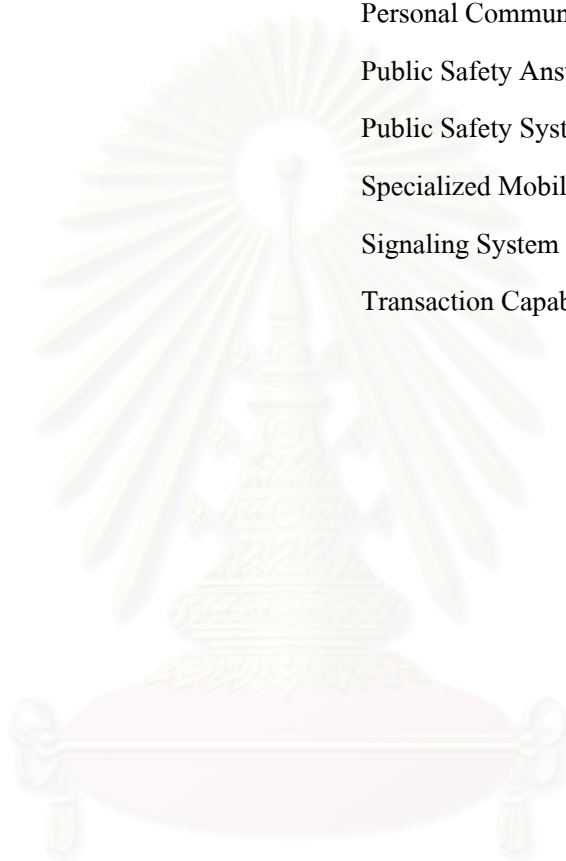 Personal Commun
Public Safety Ans
Public Safety Syst
Specialized Mobil
Signaling System
Transaction Capab